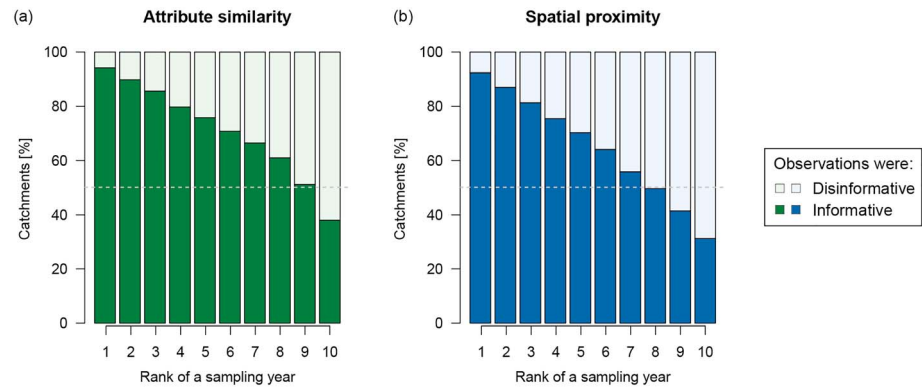 (a)
Attribute similarity
100
80
60
40
20
0
Catchments [%]
1 2 3 4 5 6 7 8 9 10
Rank of a sampling year
(b)
Spatial proximity
100
80
60
40
20
0
Catchments [%]
1 2 3 4 5 6 7 8 9 10
Rank of a sampling year
Observations were:
Disinformative
Informative